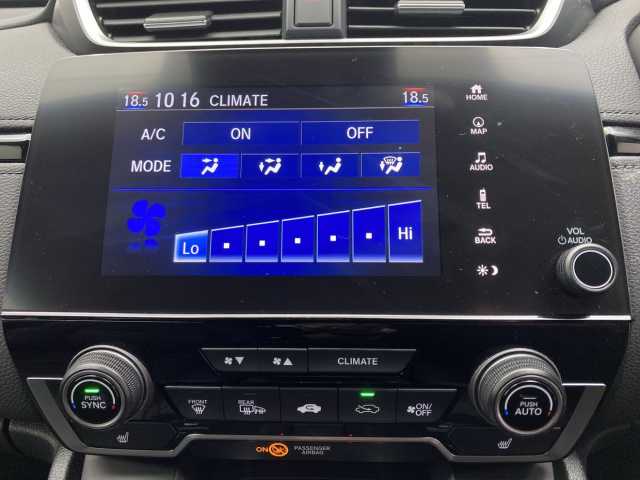 18.5 10 16 CLIMATE 18.5
A/C ON OFF
MODE
Lo Hi
HOME
MAP
AUDIO
TEL
BACK
VOL
AUDIO
CLIMATE
PUSH
SYNC
FRONT
REAR
ON/
OFF
PUSH
AUTO
ON
PASSENGER
AIRBAG